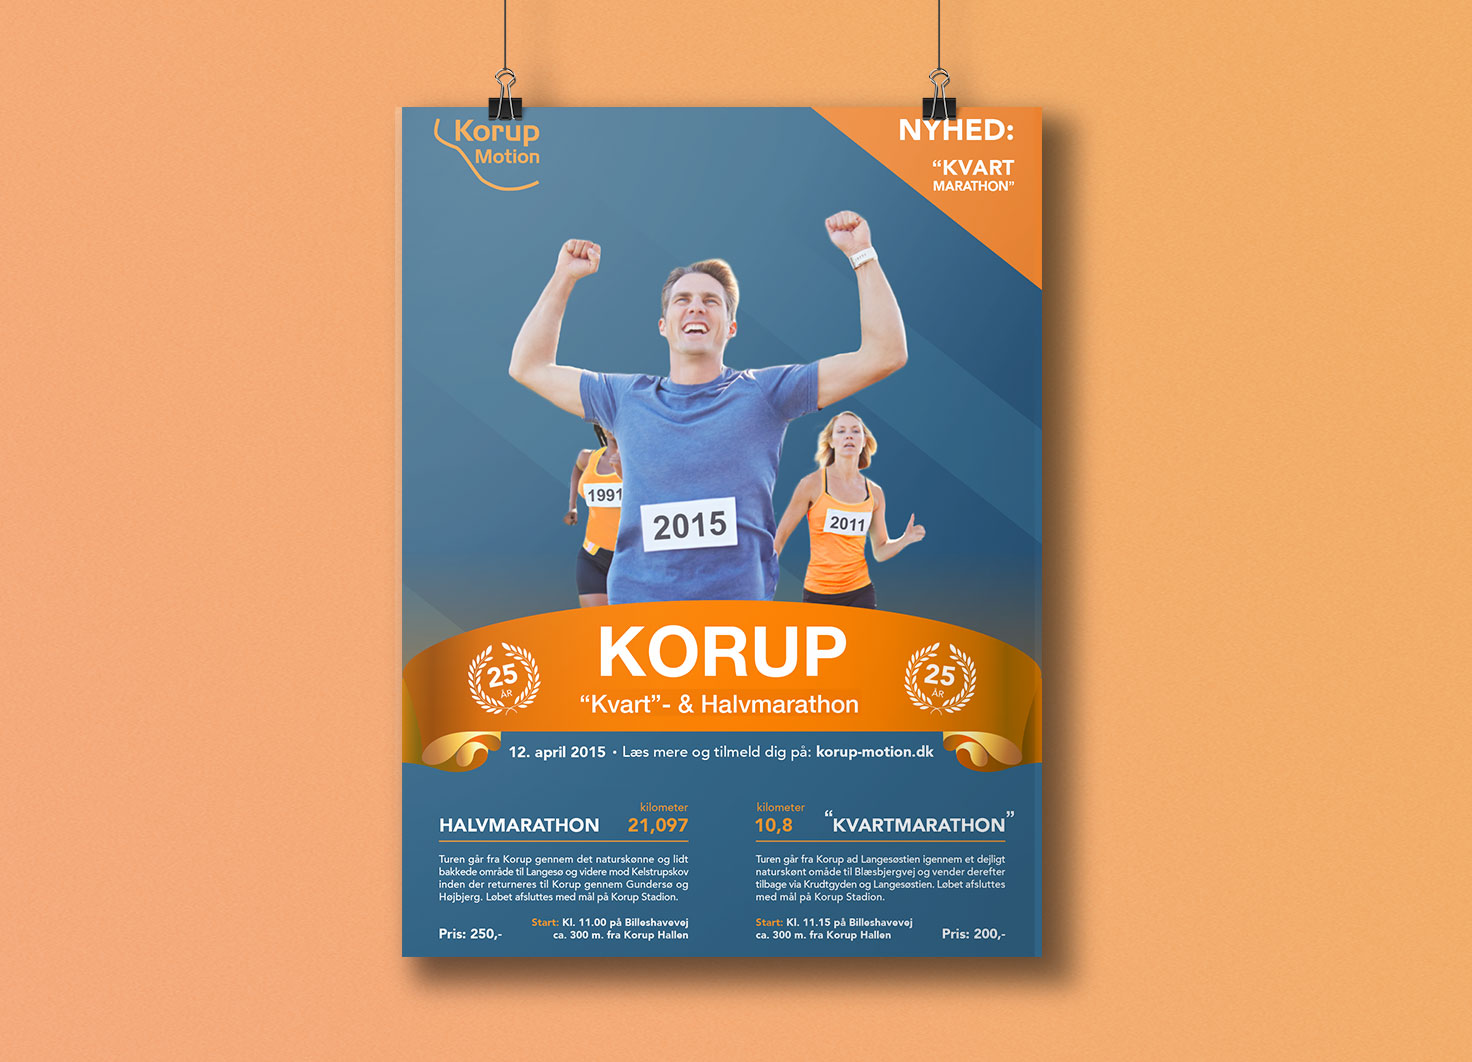 Korup
Motion
NYHED:
“KVART
MARATHON”
1991
2015
2011
25
ÅR
KORUP
“Kvart”- & Halvmarathon
25
ÅR
12. april 2015 • Læs mere og tilmeld dig på: korup-motion.dk
HALVMARATHON
kilometer
21,097
Turen går fra Korup gennem det naturskønne og lidt
bakkede område til Langesø og videre mod Kelstrupskov
inden der returneres til Korup gennem Gundersø og
Højbjerg. Løbet afsluttes med mål på Korup Stadion.
Pris: 250,-
Start: Kl. 11.00 på Billeshavevej
ca. 300 m. fra Korup Hallen
kilometer
10,8
“KVARTMARATHON”
Turen går fra Korup ad Langesøstien igennem et dejligt
naturskønt omåde til Blæsbjergvej og vender derefter
tilbage via Krudtgyden og Langesøstien. Løbet afsluttes
med mål på Korup Stadion.
Start: Kl. 11.15 på Billeshavevej
ca. 300 m. fra Korup Hallen
Pris: 200,-